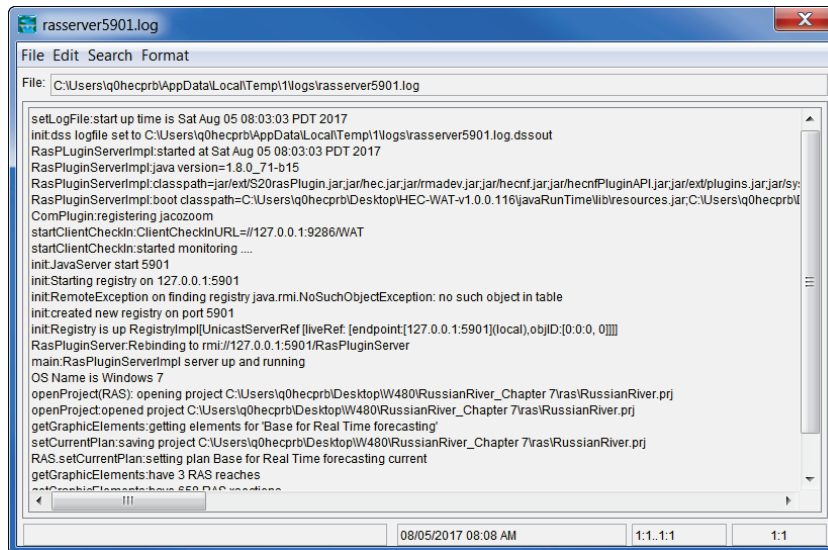 rasserver5901.log
File Edit Search Format
File: C:\Users\q0hecprb\AppData\Local\Temp\1\logs\rasserver5901.log
setLogFile:start up time is Sat Aug 05 08:03:03 PDT 2017
init:dss logfile set to C:\Users\q0hecprb\AppData\Local\Temp\1\logs\rasserver5901.log.dssout
RasPLuginServerImpl:started at Sat Aug 05 08:03:03 PDT 2017
RasPluginServerImpl:java version=1.8.0_71-b15
RasPluginServerImpl:classpath=jar/ext/S20rasPlugin.jar;jar/hec.jar;jar/rmadev.jar;jar/hecnf.jar;jar/hecnfPluginAPI.jar;jar/ext/plugins.jar;jar/sy
RasPluginServerImpl:boot classpath=C:\Users\q0hecprb\Desktop\HEC-WAT-v1.0.0.116\javaRunTime\lib\resources.jar;C:\Users\q0hecprb\
ComPlugin:registering jacozoom
startClientCheckIn:ClientCheckInURL=//127.0.0.1:9286/WAT
startClientCheckIn:started monitoring ....
init:JavaServer start 5901
init:Starting registry on 127.0.0.1:5901
init:RemoteException on finding registry java.rmi.NoSuchObjectException: no such object in table
init:created new registry on port 5901
init:Registry is up RegistryImpl[UnicastServerRef [liveRef: [endpoint:[127.0.0.1:5901](local),objID:[0:0:0, 0]]]]
RasPluginServer:Rebinding to rmi://127.0.0.1:5901/RasPluginServer
main:RasPluginServerImpl server up and running
OS Name is Windows 7
openProject(RAS): opening project C:\Users\q0hecprb\Desktop\W480\RussianRiver_Chapter 7\ras\RussianRiver.prj
openProject:opened project C:\Users\q0hecprb\Desktop\W480\RussianRiver_Chapter 7\ras\RussianRiver.prj
getGraphicElements:getting elements for 'Base for Real Time forecasting'
setCurrentPlan:saving project C:\Users\q0hecprb\Desktop\W480\RussianRiver_Chapter 7\ras\RussianRiver.prj
RAS.setCurrentPlan:setting plan Base for Real Time forecasting current
getGraphicElements:have 3 RAS reaches
08/05/2017 08:08 AM 1:1..1:1 1:1